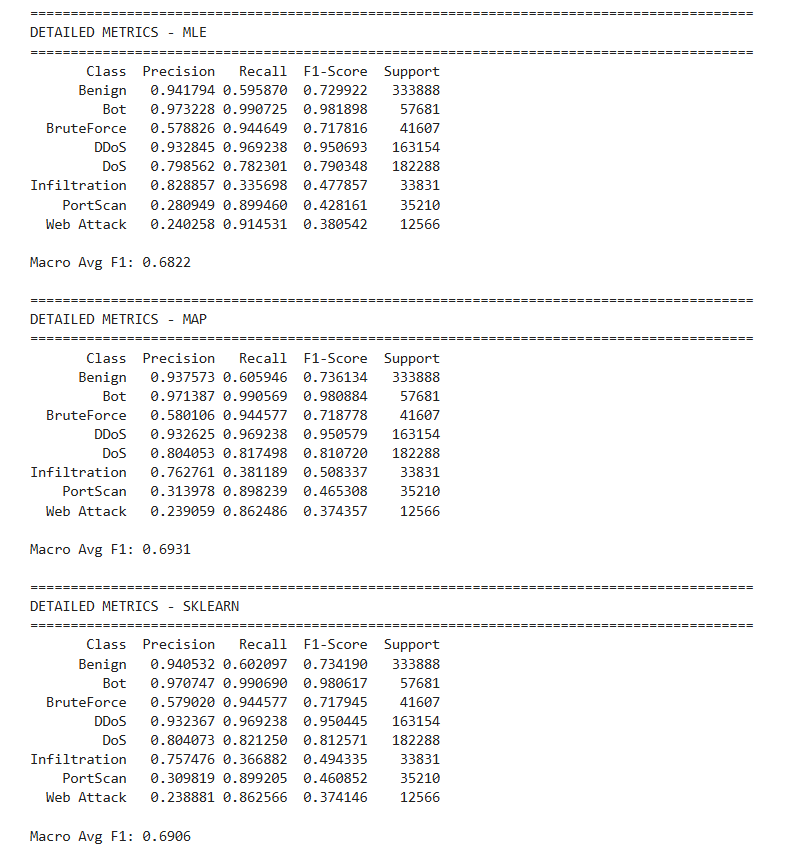 ==========================================================================================
DETAILED METRICS - MLE
==========================================================================================
Class Precision Recall F1-Score Support
Benign 0.941794 0.595870 0.729922 333888
Bot 0.973228 0.990725 0.981898 57681
BruteForce 0.578826 0.944649 0.717816 41607
DDoS 0.932845 0.969238 0.950693 163154
DoS 0.798562 0.782301 0.790348 182288
Infiltration 0.828857 0.335698 0.477857 33831
PortScan 0.280949 0.899460 0.428161 35210
Web Attack 0.240258 0.914531 0.380542 12566
Macro Avg F1: 0.6822
==========================================================================================
DETAILED METRICS - MAP
==========================================================================================
Class Precision Recall F1-Score Support
Benign 0.937573 0.605946 0.736134 333888
Bot 0.971387 0.990569 0.980884 57681
BruteForce 0.580106 0.944577 0.718778 41607
DDoS 0.932625 0.969238 0.950579 163154
DoS 0.804053 0.817498 0.810720 182288
Infiltration 0.762761 0.381189 0.508337 33831
PortScan 0.313978 0.898239 0.465308 35210
Web Attack 0.239059 0.862486 0.374357 12566
Macro Avg F1: 0.6931
==========================================================================================
DETAILED METRICS - SKLEARN
==========================================================================================
Class Precision Recall F1-Score Support
Benign 0.940532 0.602097 0.734190 333888
Bot 0.970747 0.990690 0.980617 57681
BruteForce 0.579020 0.944577 0.717945 41607
DDoS 0.932367 0.969238 0.950445 163154
DoS 0.804073 0.821250 0.812571 182288
Infiltration 0.757476 0.366882 0.494335 33831
PortScan 0.309819 0.899205 0.460852 35210
Web Attack 0.238881 0.862566 0.374146 12566
Macro Avg F1: 0.6906